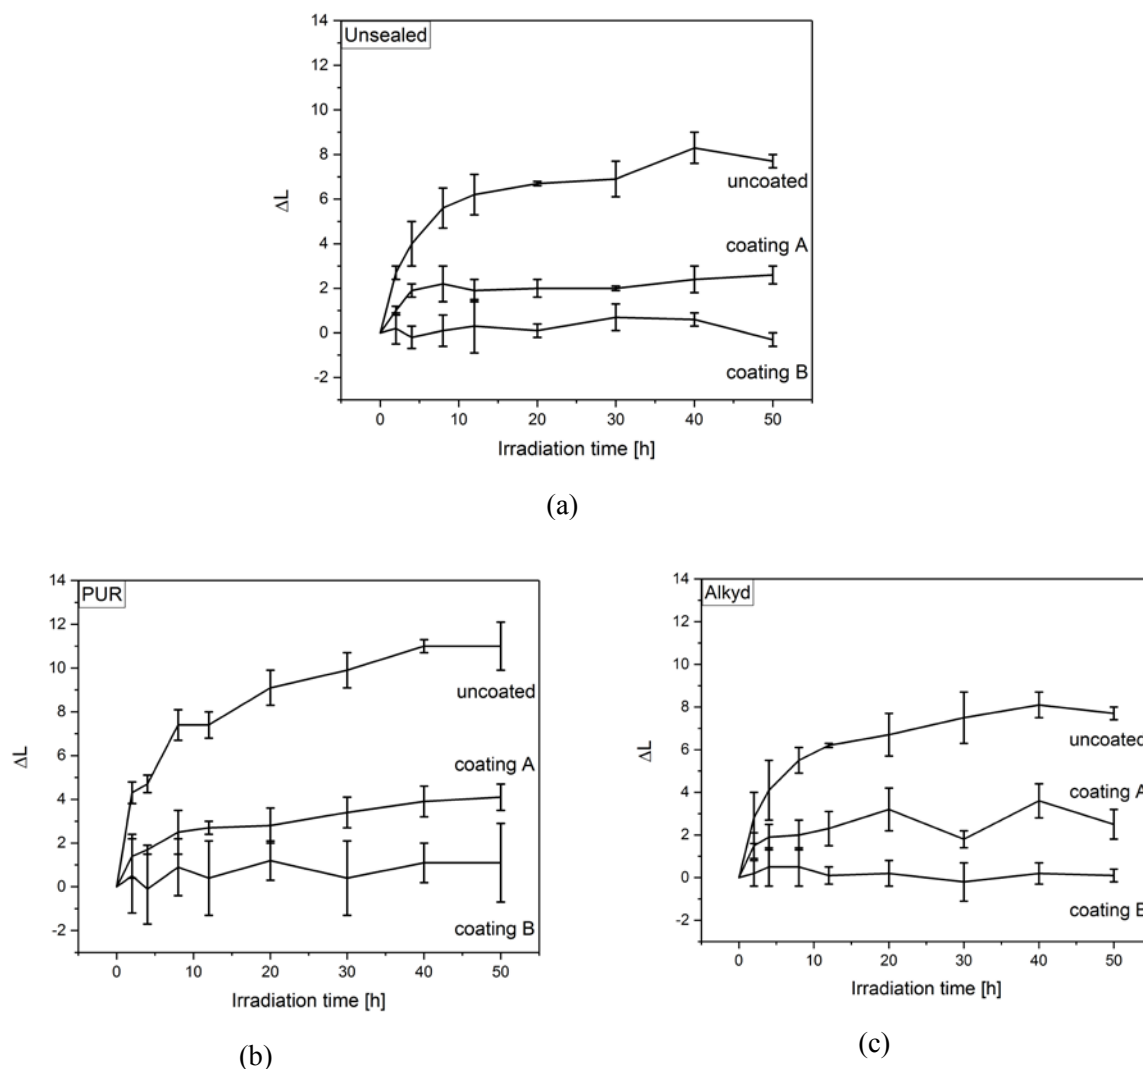 14
Unsealed
12
10
8
uncoated
6
ΔL
4
coating A
2
0
-2
coating B
0 10 20 30 40 50
Irradiation time [h]
(a)
14
PUR
12
10
uncoated
8
6
ΔL
coating A
4
2
0
-2
coating B
0 10 20 30 40 50
Irradiation time [h]
(b)
14
Alkyd
12
10
8
uncoated
6
ΔL
4
coating A
2
0
-2
coating B
0 10 20 30 40 50
Irradiation time [h]
(c)